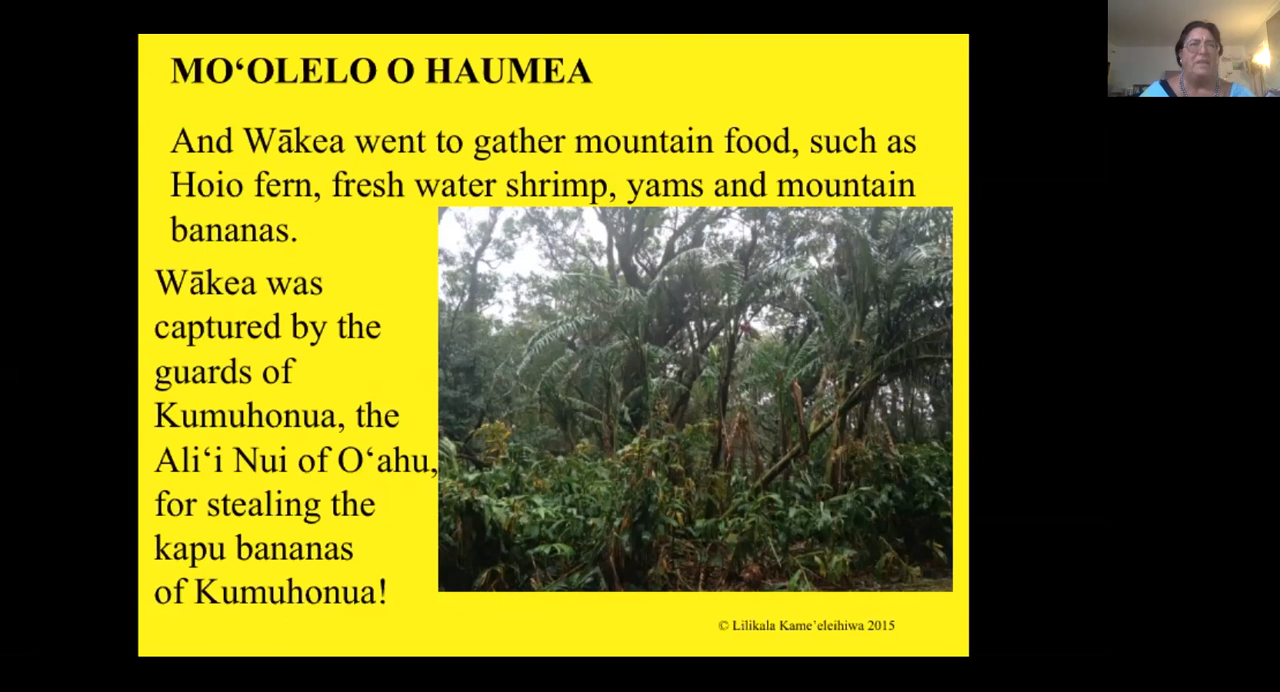 MOʻOLELO O HAUMEA
And Wākea went to gather mountain food, such as
Hoio fern, fresh water shrimp, yams and mountain
bananas.
Wākea was
captured by the
guards of
Kumuhonua, the
Aliʻi Nui of Oʻahu,
for stealing the
kapu bananas
of Kumuhonua!
© Lilikala Kame’eleihiwa 2015